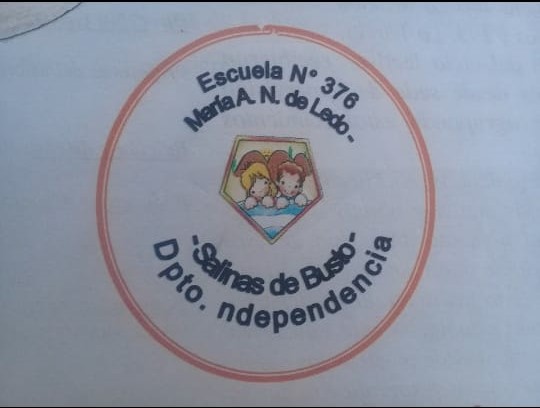 Escuela N° 376
María A. N. de Ledo -
- Salinas de Busto -
Dpto. ndependencia